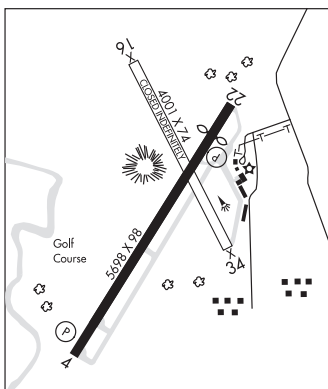 16
4001 X 74
CLOSED INDEFINITELY
22
P
Golf
Course
5698 X 98
34
P
4